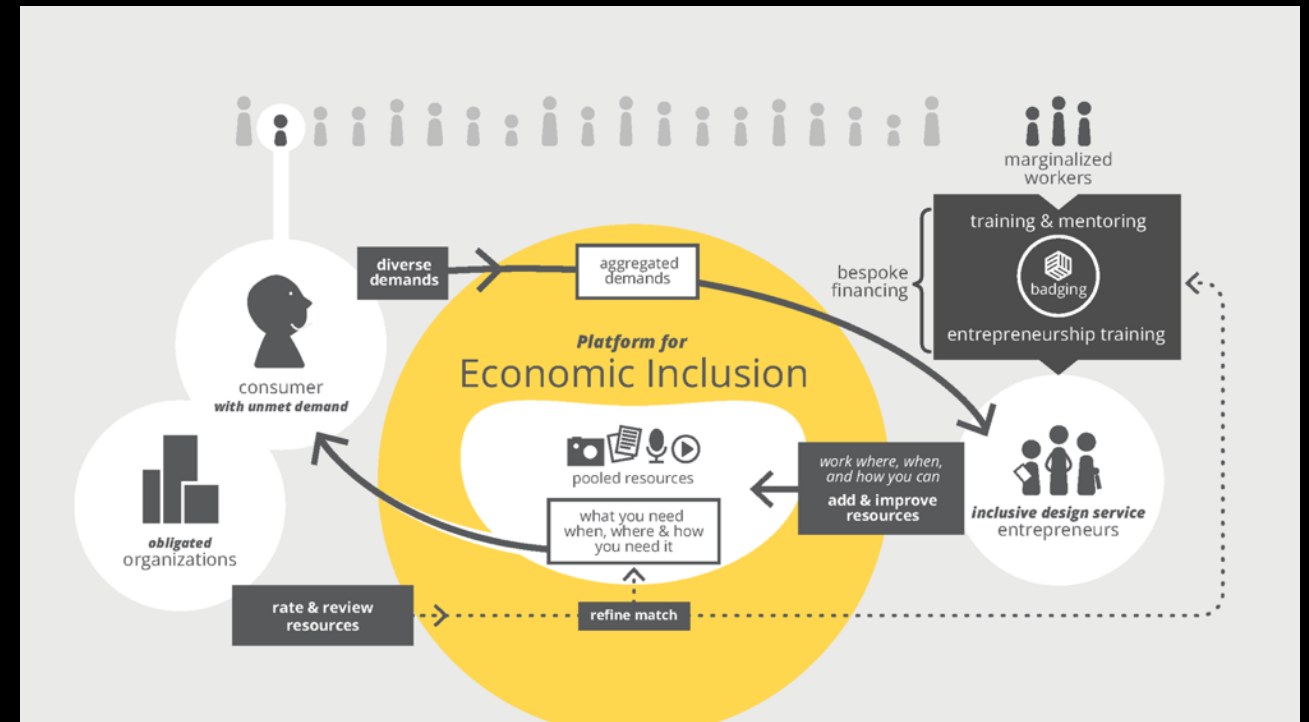 marginalized
workers
training & mentoring
badging
entrepreneurship training
bespoke
financing
diverse
demands
aggregated
demands
Platform for
Economic Inclusion
consumer
with unmet demand
obligated
organizations
pooled resources
what you need
when, where & how
you need it
work where, when,
and how you can
add & improve
resources
inclusive design service
entrepreneurs
rate & review
resources
refine match